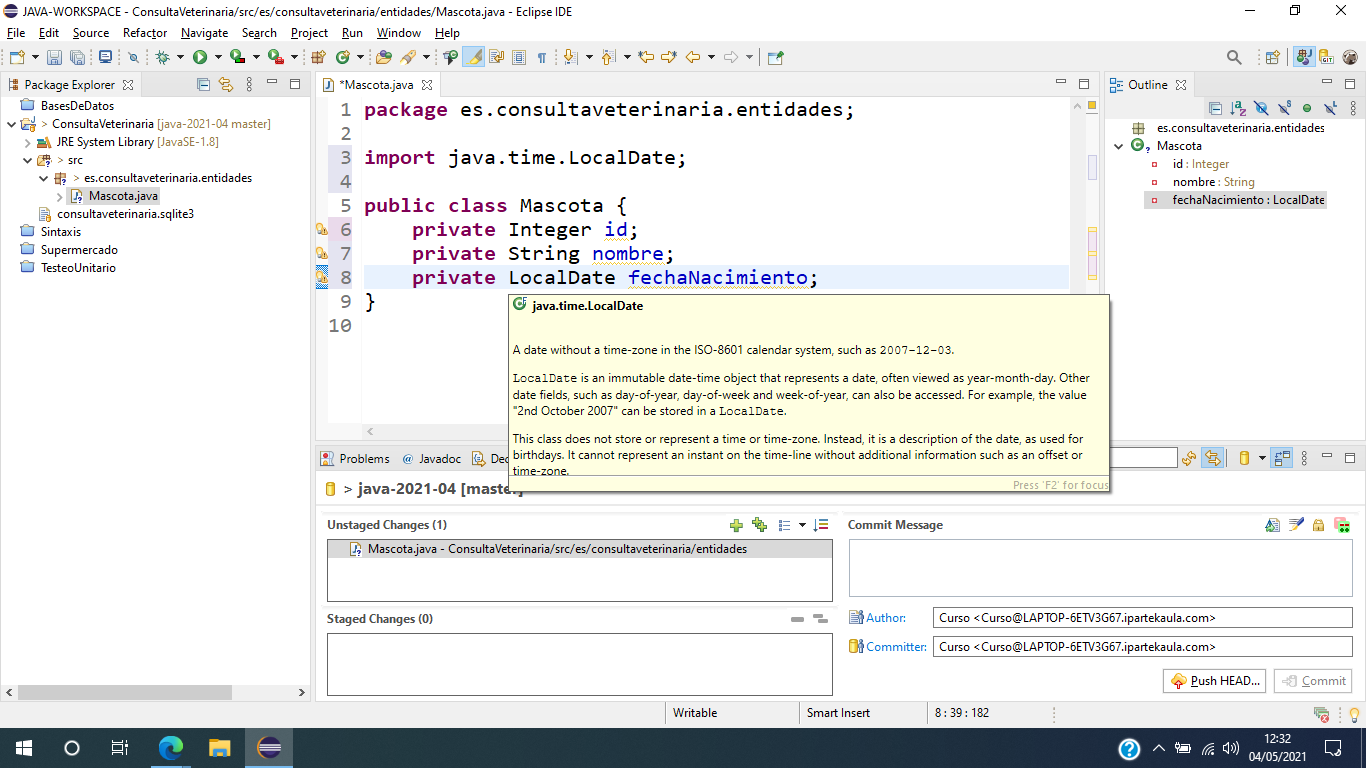 JAVA-WORKSPACE - ConsultaVeterinaria/src/es/consultaveterinaria/entidades/Mascota.java - Eclipse IDE
File Edit Source Refactor Navigate Search Project Run Window Help
Package Explorer
BasesDeDatos
> ConsultaVeterinaria [java-2021-04 master]
JRE System Library [JavaSE-1.8]
> src
> es.consultaveterinaria.entidades
Mascota.java
consultaveterinaria.sqlite3
Sintaxis
Supermercado
TesteoUnitario
*Mascota.java
1 package es.consultaveterinaria.entidades;
2
3 import java.time.LocalDate;
4
5 public class Mascota {
6 private Integer id;
7 private String nombre;
8 private LocalDate fechaNacimiento;
9 }
10
java.time.LocalDate
A date without a time-zone in the ISO-8601 calendar system, such as 2007-12-03.
LocalDate is an immutable date-time object that represents a date, often viewed as year-month-day. Other
date fields, such as day-of-year, day-of-week and week-of-year, can also be accessed. For example, the value
"2nd October 2007" can be stored in a LocalDate.
This class does not store or represent a time or time-zone. Instead, it is a description of the date, as used for
birthdays. It cannot represent an instant on the time-line without additional information such as an offset or
time-zone.
Press 'F2' for focus
Outline
es.consultaveterinaria.entidades
Mascota
id : Integer
nombre : String
fechaNacimiento : LocalDate
Problems @ Javadoc
> java-2021-04 [master]
Unstaged Changes (1)
Mascota.java - ConsultaVeterinaria/src/es/consultaveterinaria/entidades
Staged Changes (0)
Commit Message
Author: Curso <Curso@LAPTOP-6ETV3G67.ipartekaula.com>
Committer: Curso <Curso@LAPTOP-6ETV3G67.ipartekaula.com>
Push HEAD... Commit
Writable Smart Insert 8 : 39 : 182
12:32
04/05/2021